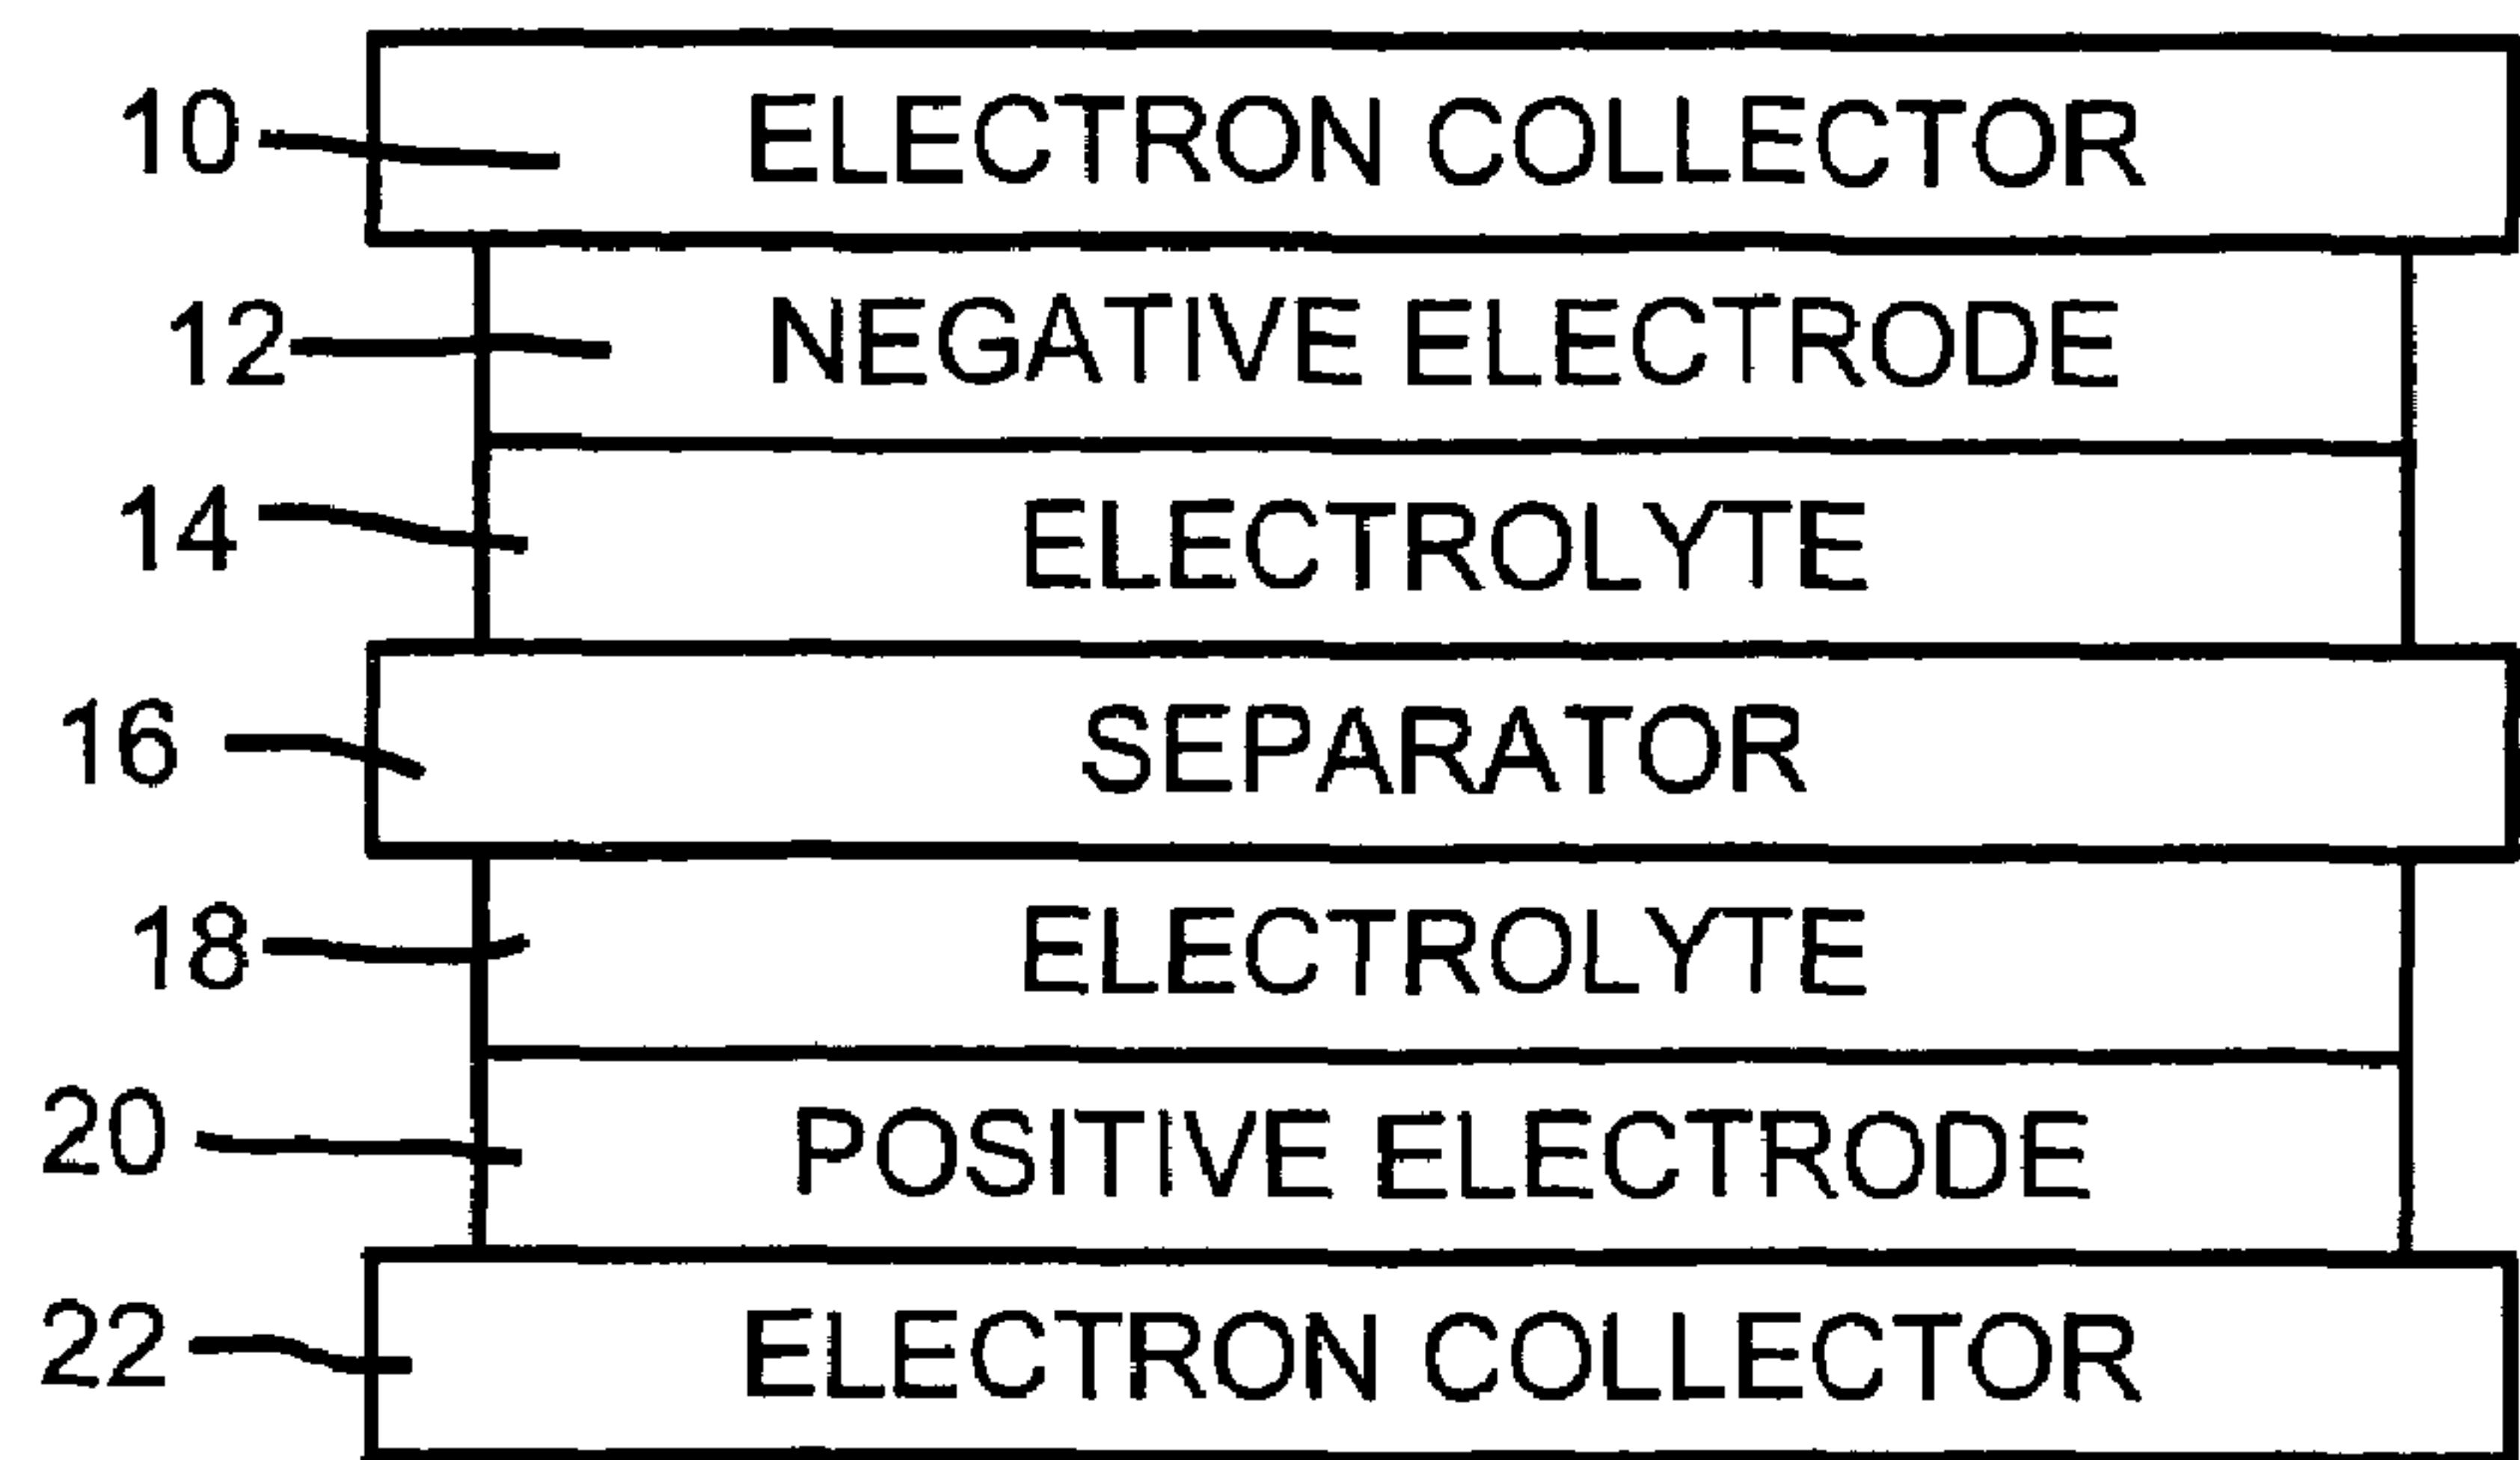 10 ELECTRON COLLECTOR
12 NEGATIVE ELECTRODE
14 ELECTROLYTE
16 SEPARATOR
18 ELECTROLYTE
20 POSITIVE ELECTRODE
22 ELECTRON COLLECTOR